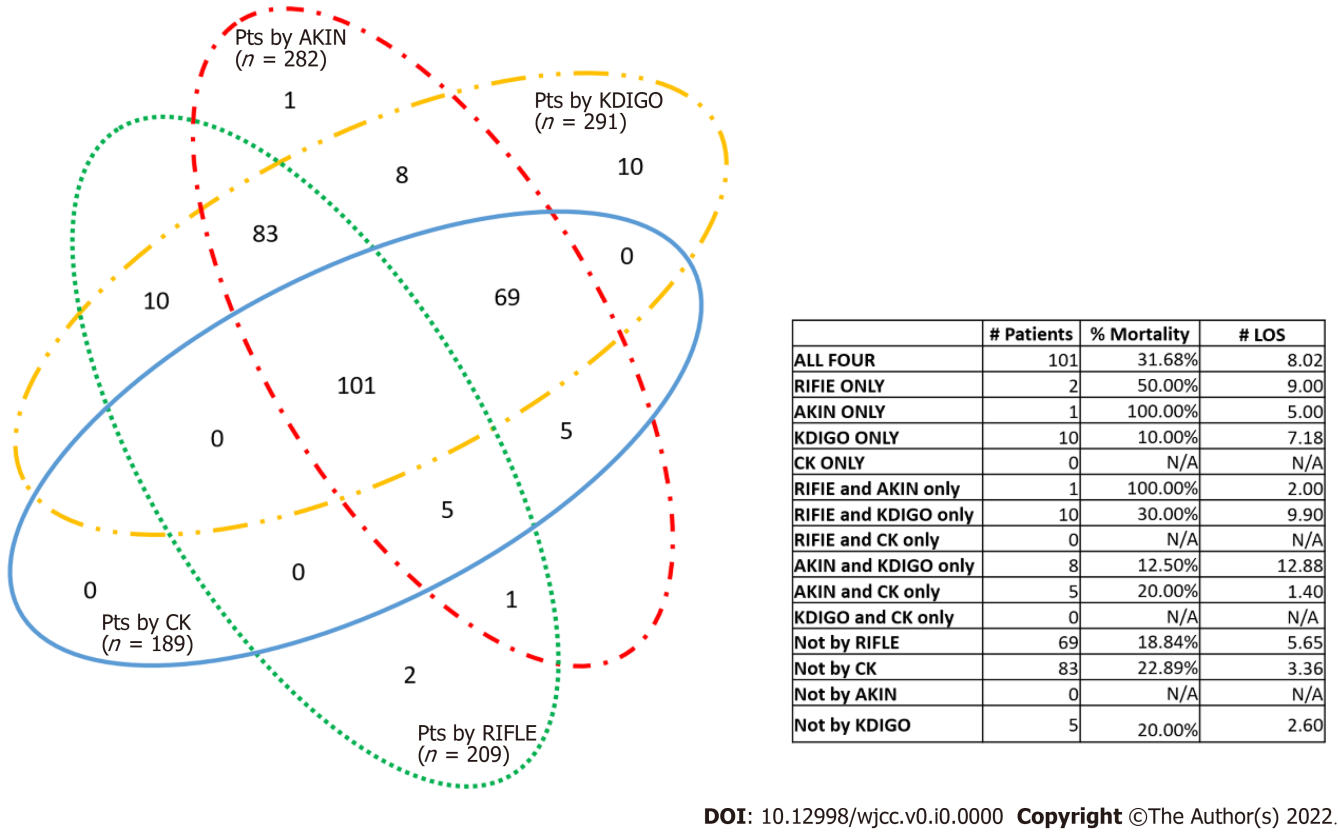 Pts by AKIN
(n = 282)
1
Pts by KDIGO
(n = 291)
8
10
83
0
10
69
101
0
5
5
0
0
1
Pts by CK
(n = 189)
2
Pts by RIFLE
(n = 209)
# Patients % Mortality # LOS
ALL FOUR 101 31.68% 8.02
RIFIE ONLY 2 50.00% 9.00
AKIN ONLY 1 100.00% 5.00
KDIGO ONLY 10 10.00% 7.18
CK ONLY 0 N/A N/A
RIFIE and AKIN only 1 100.00% 2.00
RIFIE and KDIGO only 10 30.00% 9.90
RIFIE and CK only 0 N/A N/A
AKIN and KDIGO only 8 12.50% 12.88
AKIN and CK only 5 20.00% 1.40
KDIGO and CK only 0 N/A N/A
Not by RIFLE 69 18.84% 5.65
Not by CK 83 22.89% 3.36
Not by AKIN 0 N/A N/A
Not by KDIGO 5 20.00% 2.60
DOI: 10.12998/wjcc.v0.i0.0000 Copyright ©The Author(s) 2022.